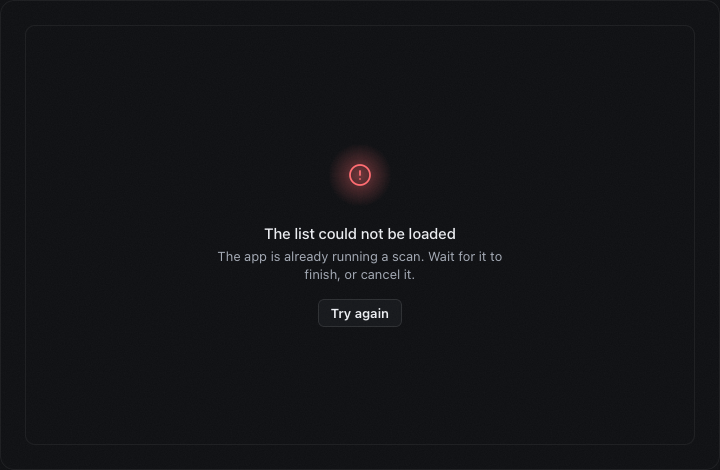 The list could not be loaded
The app is already running a scan. Wait for it to
finish, or cancel it.
Try again